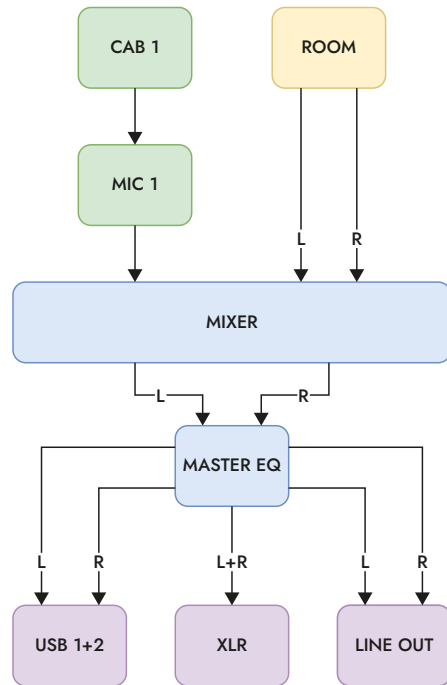 CAB 1
ROOM
MIC 1
L
R
MIXER
L
R
MASTER EQ
L
R
L+R
L
R
USB 1+2
XLR
LINE OUT